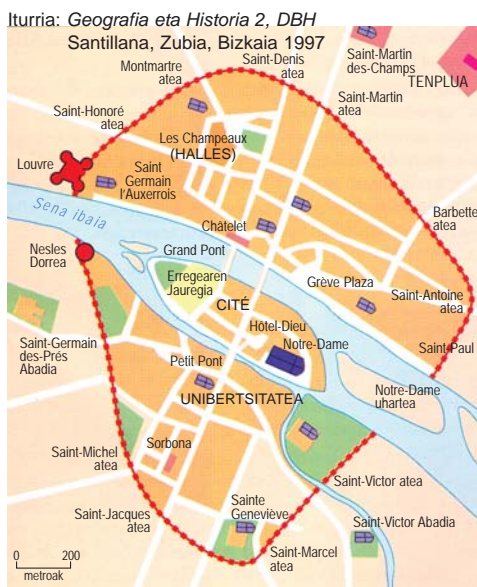 Iturria: Geografia eta Historia 2, DBH
Santillana, Zubia, Bizkaia 1997
Montmartre
atea
Saint-Denis
atea
Saint-Martin
des-Champs
TENPLUA
Saint-Martin
atea
Saint-Honoré
atea
Les Champeaux
(HALLES)
Louvre
Saint
Germain
l'Auxerrois
Sena ibaia
Châtelet
Barbette
atea
Nesles
Dorrea
Grand Pont
Erregearen
Jauregia
Grève Plaza
Saint-Antoine
atea
CITÉ
Hôtel-Dieu
Notre-Dame
Saint-Paul
Saint-Germain
des-Prés
Abadia
Petit Pont
UNIBERTSITATEA
Notre-Dame
uhartea
Saint-Michel
atea
Sorbona
Saint-Victor atea
Saint-Jacques
atea
Sainte
Geneviève
Saint-Victor Abadia
Saint-Marcel
atea
0 200
metroak